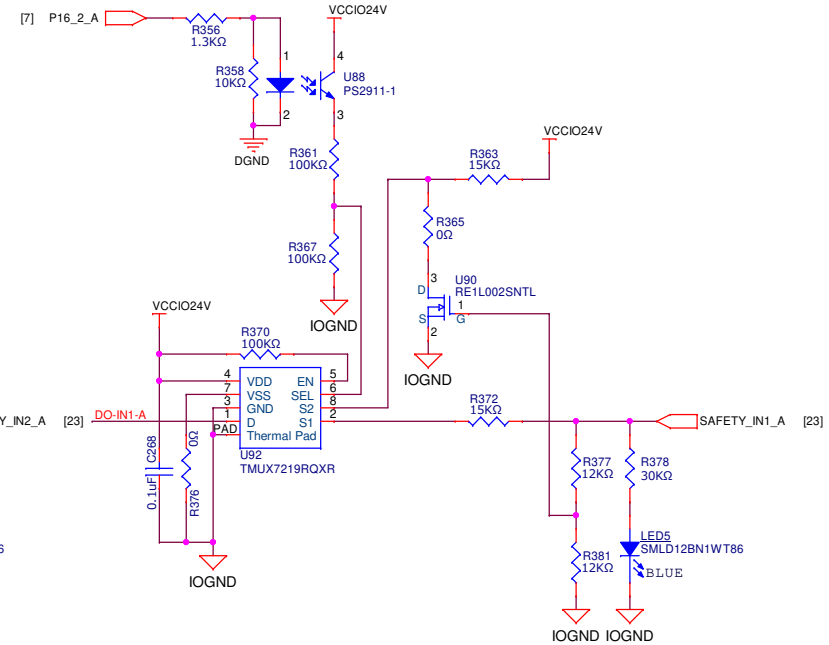 [7] P16_2_A
R356
1.3KΩ
VCCIO24V
R358
10KΩ
1
2
4
3
U88
PS2911-1
DGND
R361
100KΩ
R367
100KΩ
IOGND
VCCIO24V
R363
15KΩ
R365
0Ω
3
D
U90
RE1L002SNTL
1
S
G
2
IOGND
VCCIO24V
R370
100KΩ
4 VDD EN 5
7 VSS SEL 6
3 GND S2 8
1 D S1 2
PAD Thermal Pad
U92
TMUX7219RQXR
Y_IN2_A [23] DO-IN1-A
C268
0.1uF
0Ω
R376
IOGND
R372
15KΩ
SAFETY_IN1_A [23]
R377
12KΩ
R378
30KΩ
R381
12KΩ
LED5
SMLD12BN1WT86
BLUE
IOGND IOGND
6